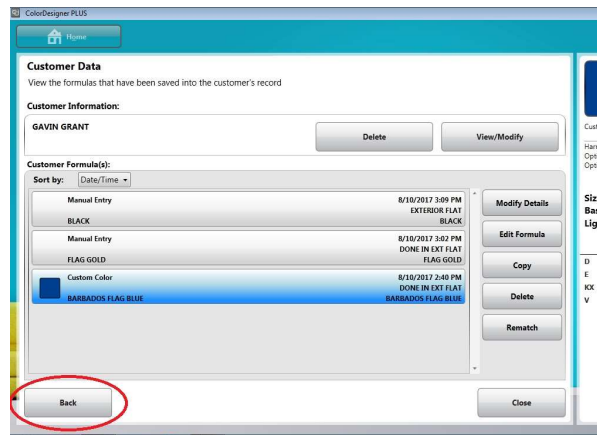 ColorDesigner PLUS
Home
Customer Data
View the formulas that have been saved into the customer's record
Customer Information:
GAVIN GRANT
Delete
View/Modify
Customer Formula(s):
Sort by: Date/Time
Manual Entry 8/10/2017 3:09 PM
EXTERIOR FLAT
BLACK BLACK
Manual Entry 8/10/2017 3:02 PM
DONE IN EXT FLAT
FLAG GOLD FLAG GOLD
Custom Color 8/10/2017 2:40 PM
DONE IN EXT FLAT
BARBADOS FLAG BLUE BARBADOS FLAG BLUE
Modify Details
Edit Formula
Copy
Delete
Rematch
Back
Close
Cust
Harr
Opti
Opti
Siz
Bas
Lig
D
E
KX
V